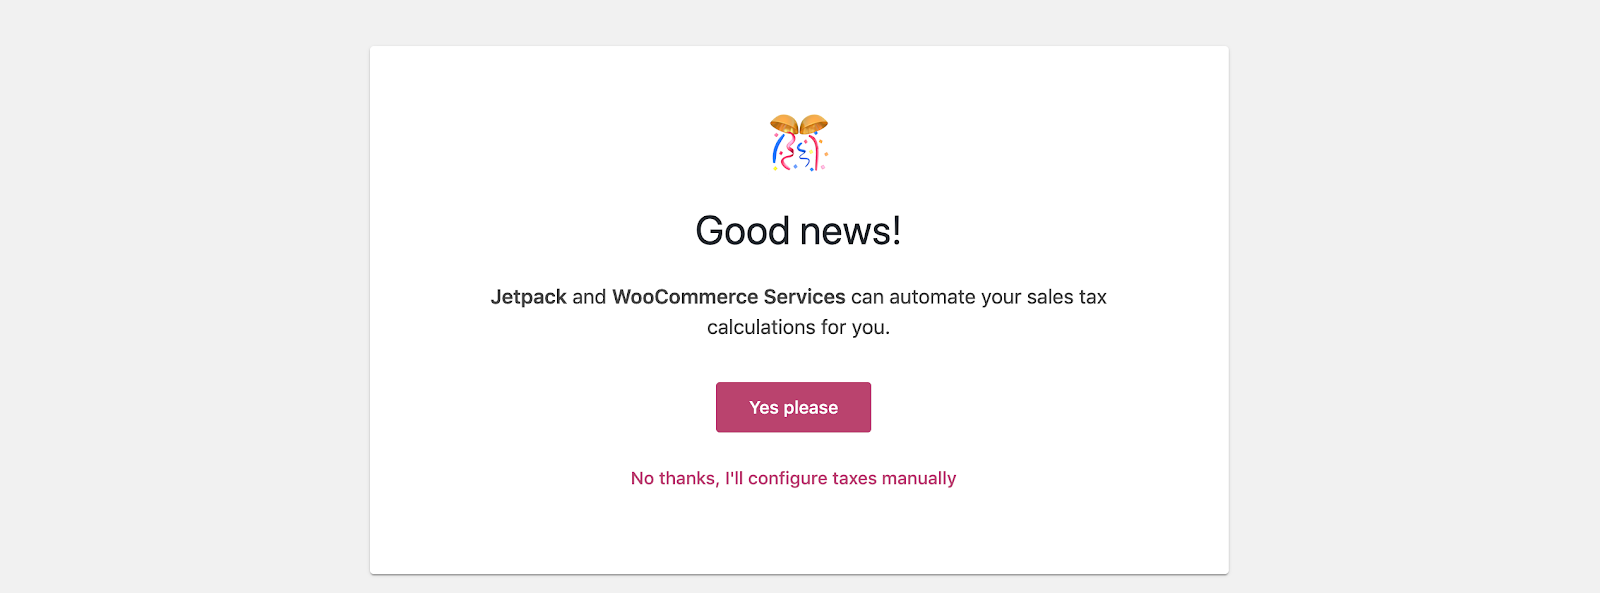 Good news!
Jetpack and WooCommerce Services can automate your sales tax
calculations for you.
Yes please
No thanks, I'll configure taxes manually